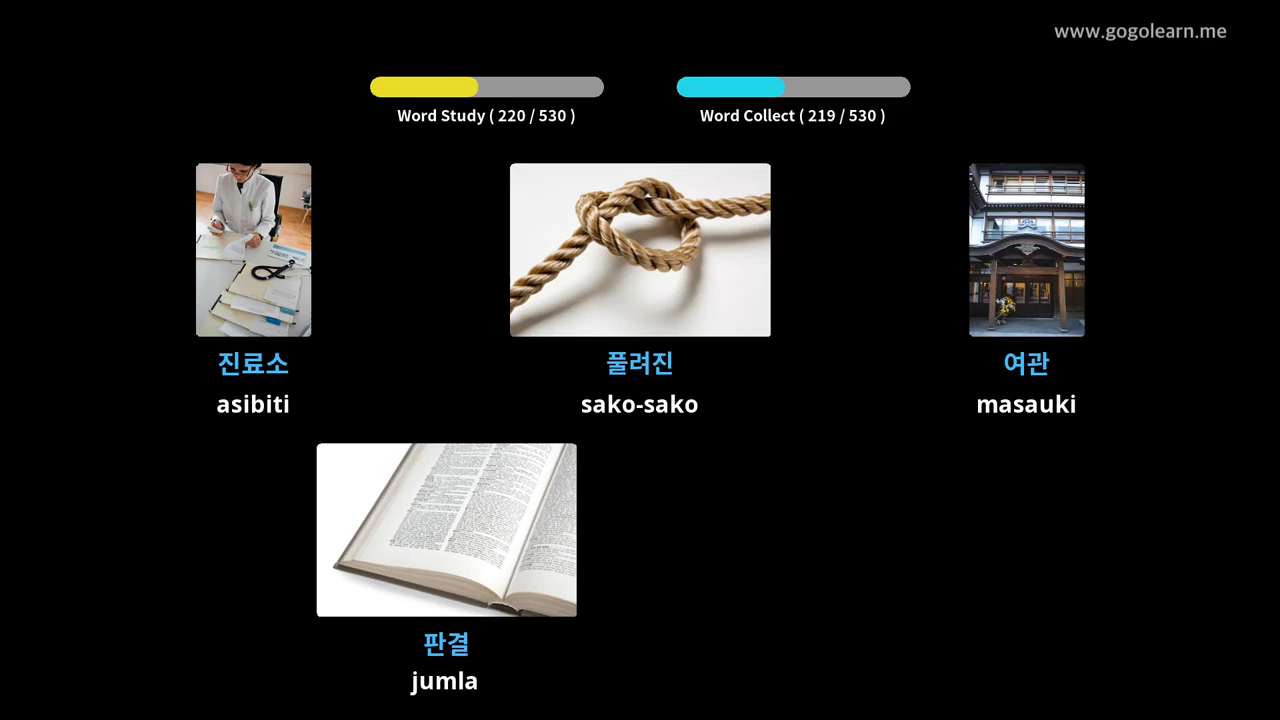 www.gogolearn.me
Word Study ( 220 / 530 )
Word Collect ( 219 / 530 )
진료소
asibiti
풀려진
sako-sako
여관
masauki
판결
jumla